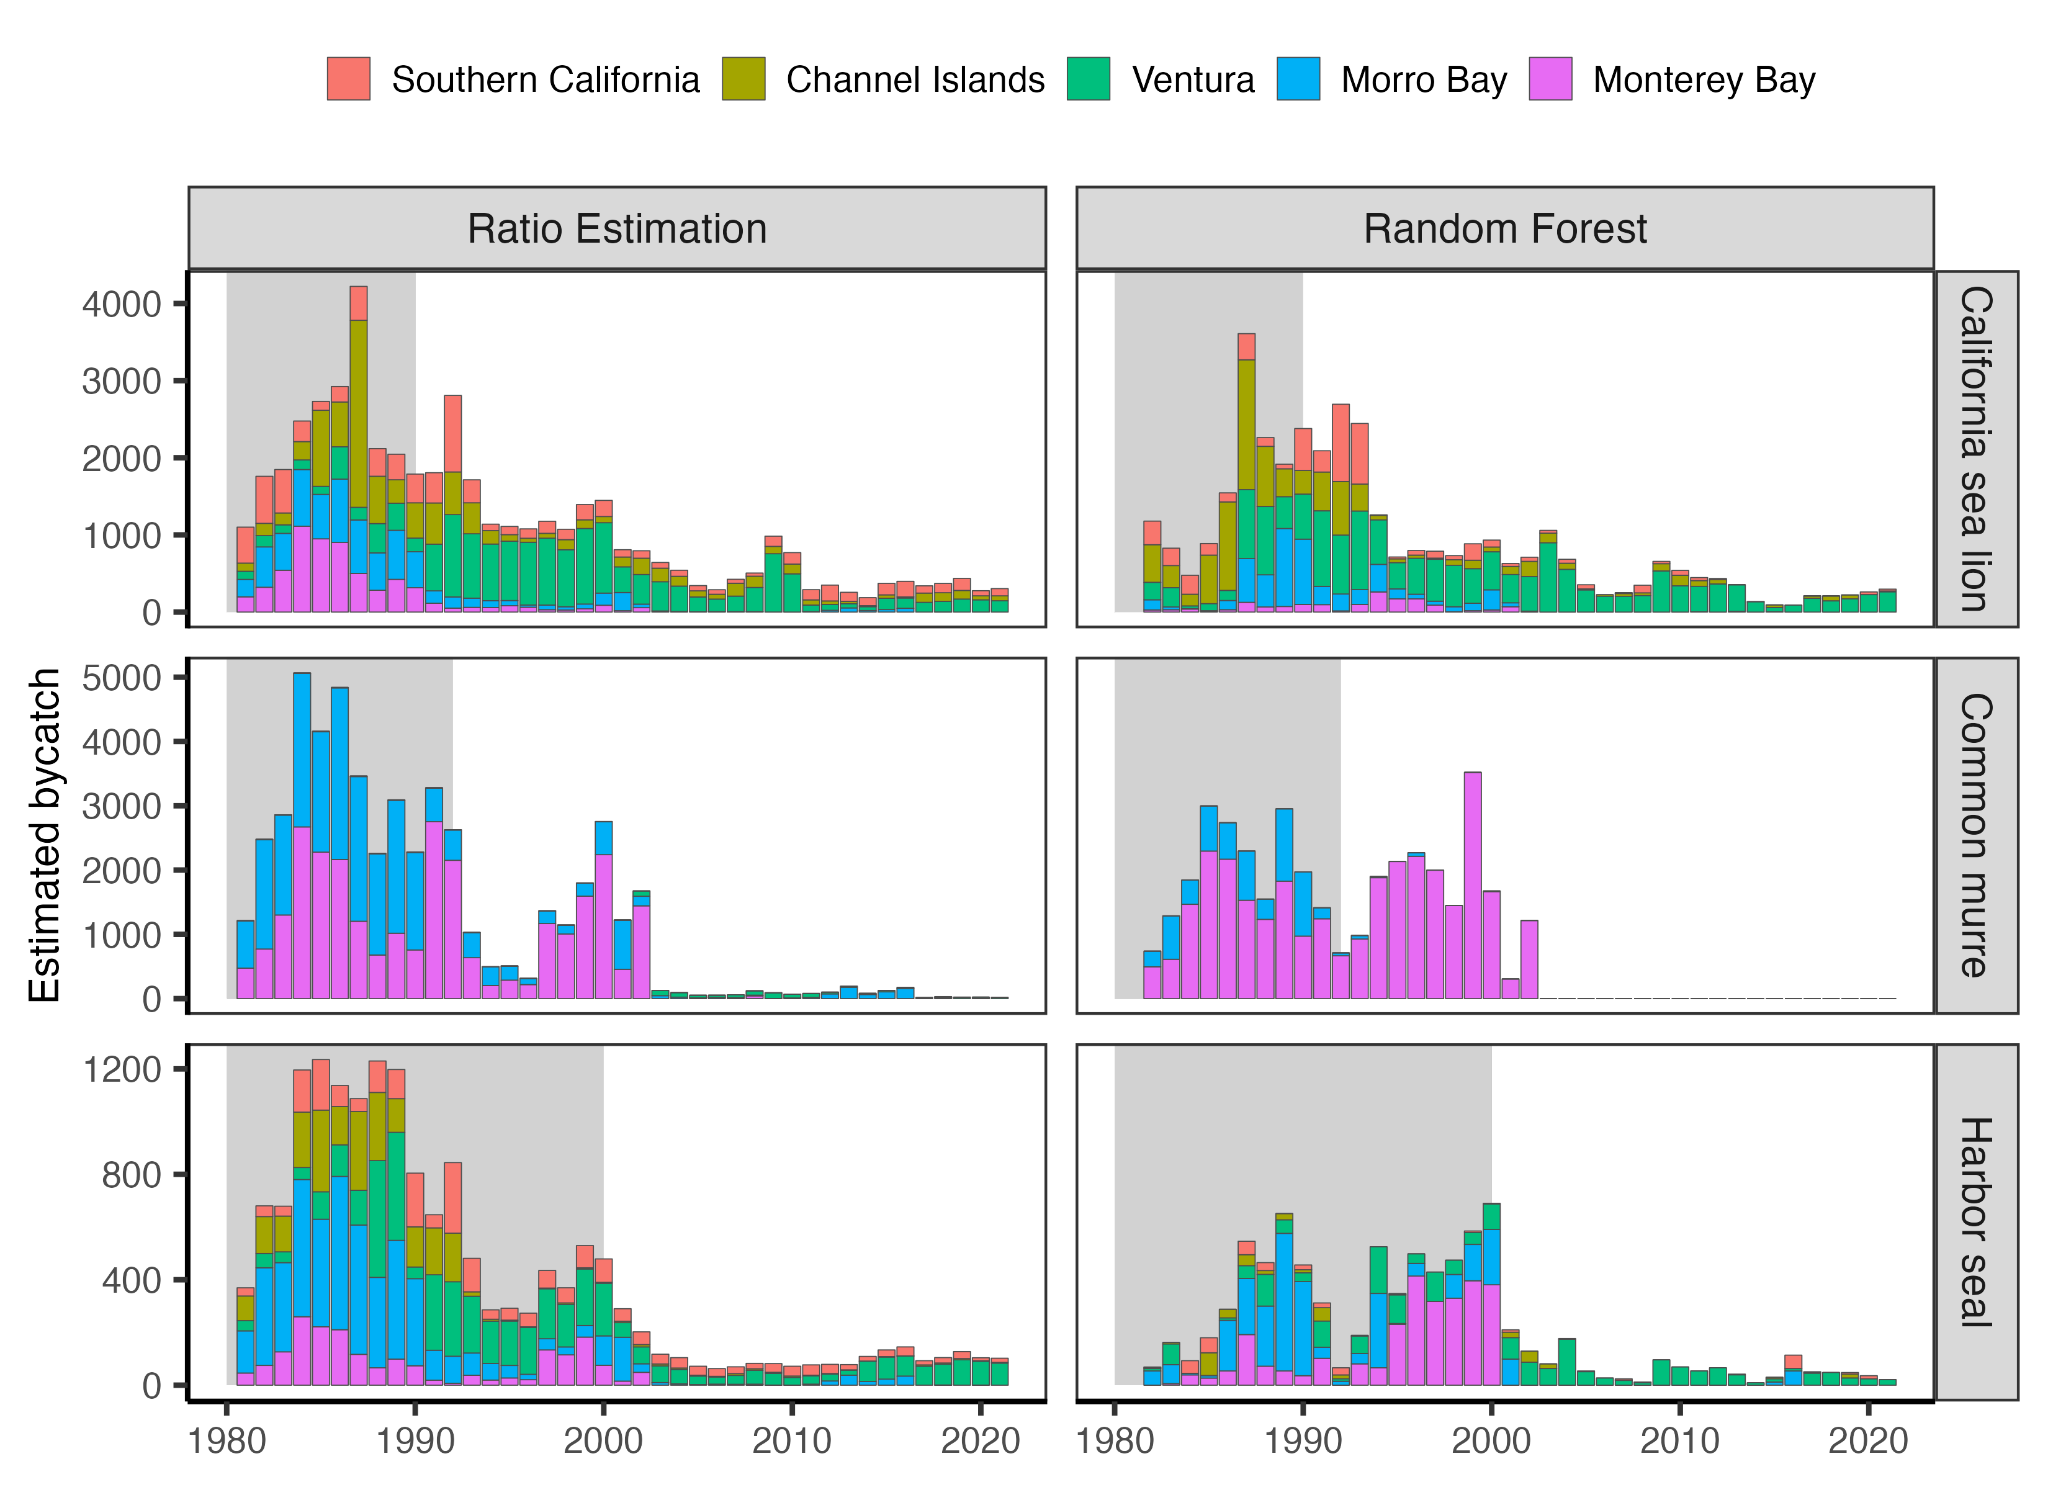 Southern California Channel Islands Ventura Morro Bay Monterey Bay
Ratio Estimation Random Forest
California sea lion
4000
3000
2000
1000
0
Common murre
5000
4000
3000
2000
1000
0
Estimated bycatch
Harbor seal
1200
800
400
0
1980 1990 2000 2010 2020 1980 1990 2000 2010 2020